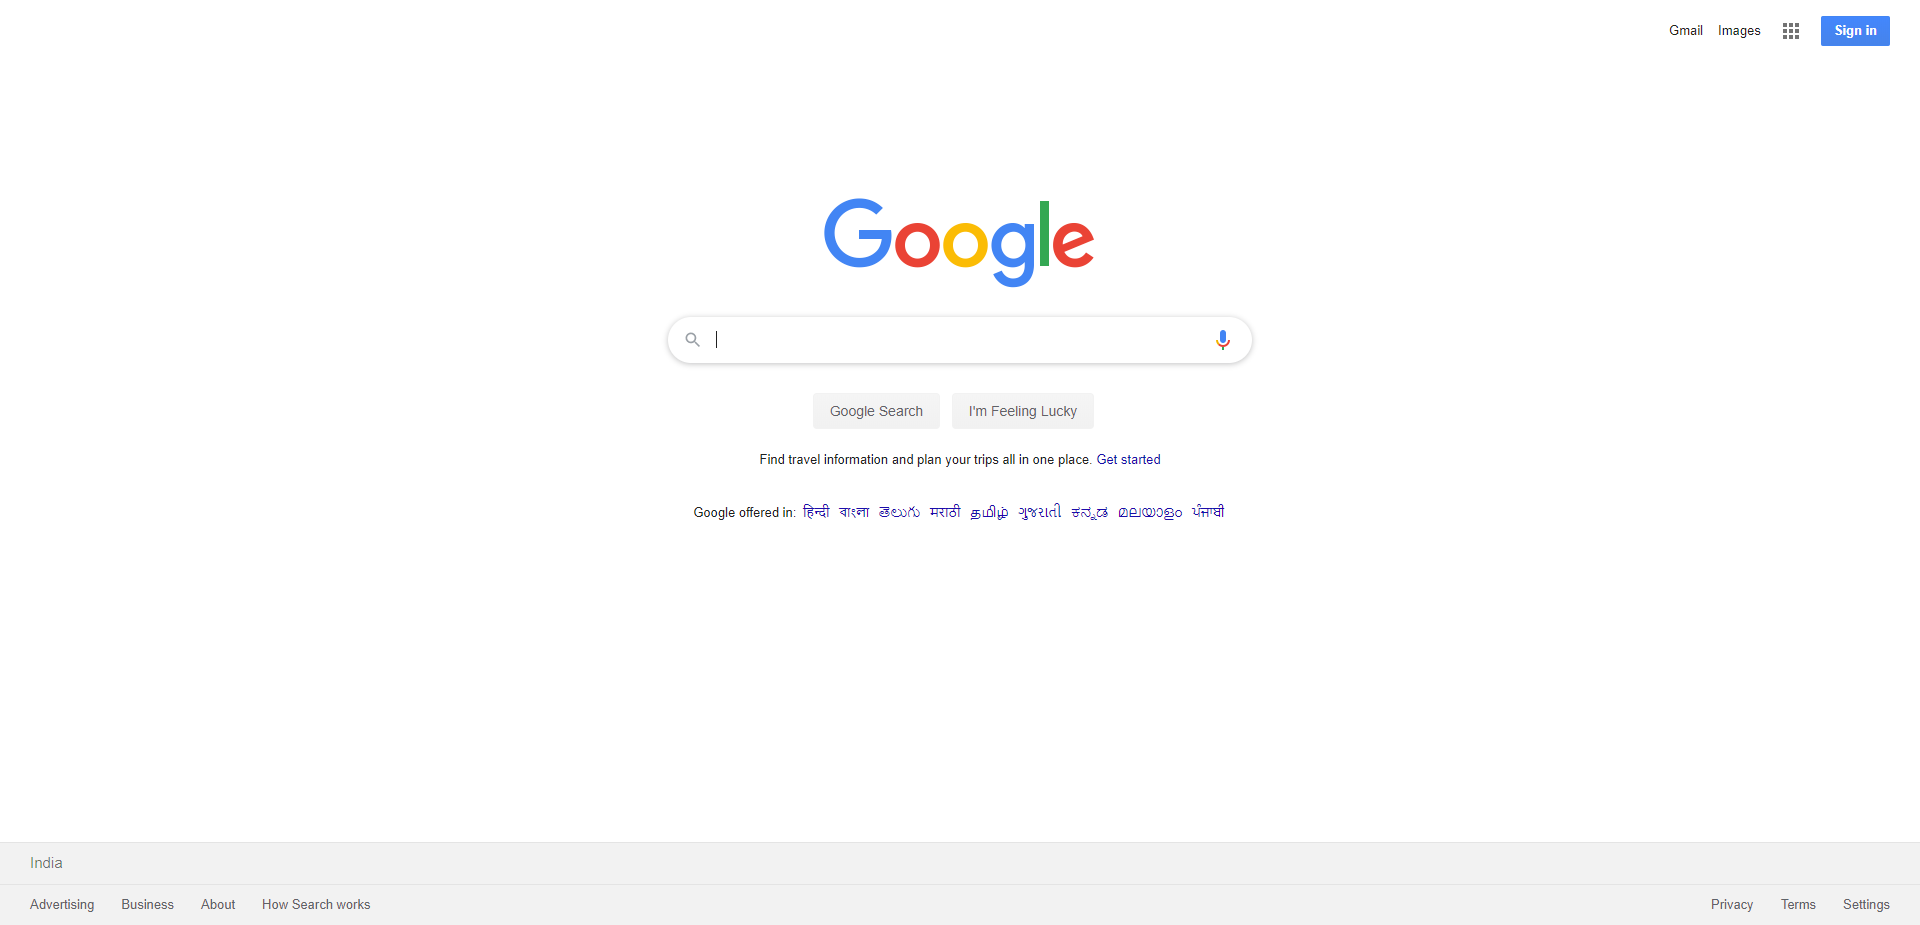 Gmail Images Sign in
Google
Google Search I'm Feeling Lucky
Find travel information and plan your trips all in one place. Get started
Google offered in: हिन्दी বাংলা తెలుగు मराठी தமிழ் ગુજરાતી ಕನ್ನಡ മലയാളം ਪੰਜਾਬੀ
India
Advertising Business About How Search works Privacy Terms Settings